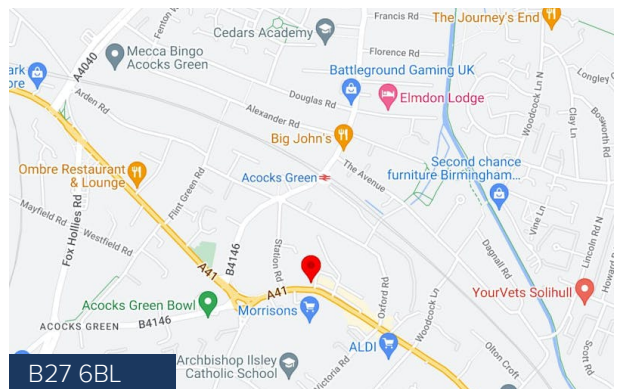 Francis Rd
The Journey's End
Fenton W
Cedars Academy
Mecca Bingo
Acocks Green
Florence Rd
A4040
ark
ore
Battleground Gaming UK
Longley C
Arden Rd
Douglas Rd
Elmdon Lodge
Woodcock Ln N
Clay Ln
Bosworth Rd
Alexander Rd
Big John's
The Avenue
Ombre Restaurant
& Lounge
Acocks Green
Second chance
furniture Birmingham...
Flint Green Rd
Mayfield Rd
Westfield Rd
Fox Hollies Rd
Vine Ln
Lincoln Rd N
Howard R
B4146
Station Rd
Dagnall Rd
A41
A41
Oxford Rd
Woodcock Ln
YourVets Solihull
Acocks Green Bowl
Morrisons
ACOCKS GREEN
B4146
ALDI
Olton Croft
Scott Rd
Archbishop Ilsley
Catholic School
Victoria Rd
B27 6BL